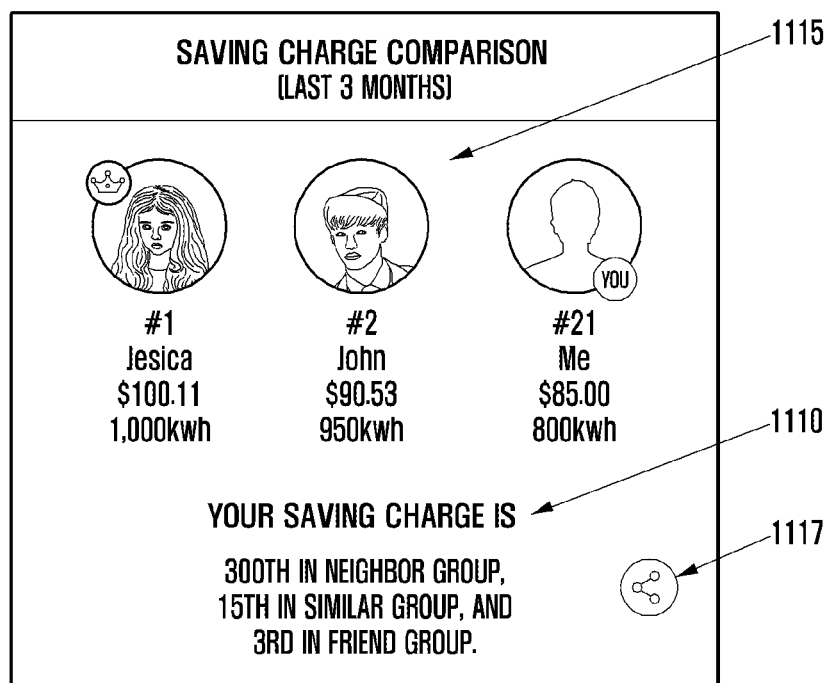 SAVING CHARGE COMPARISON
(LAST 3 MONTHS)
1115
YOU
#1 #2 #21
Jesica John Me
$100.11 $90.53 $85.00
1,000kwh 950kwh 800kwh
1110
YOUR SAVING CHARGE IS
1117
300TH IN NEIGHBOR GROUP,
15TH IN SIMILAR GROUP, AND
3RD IN FRIEND GROUP.